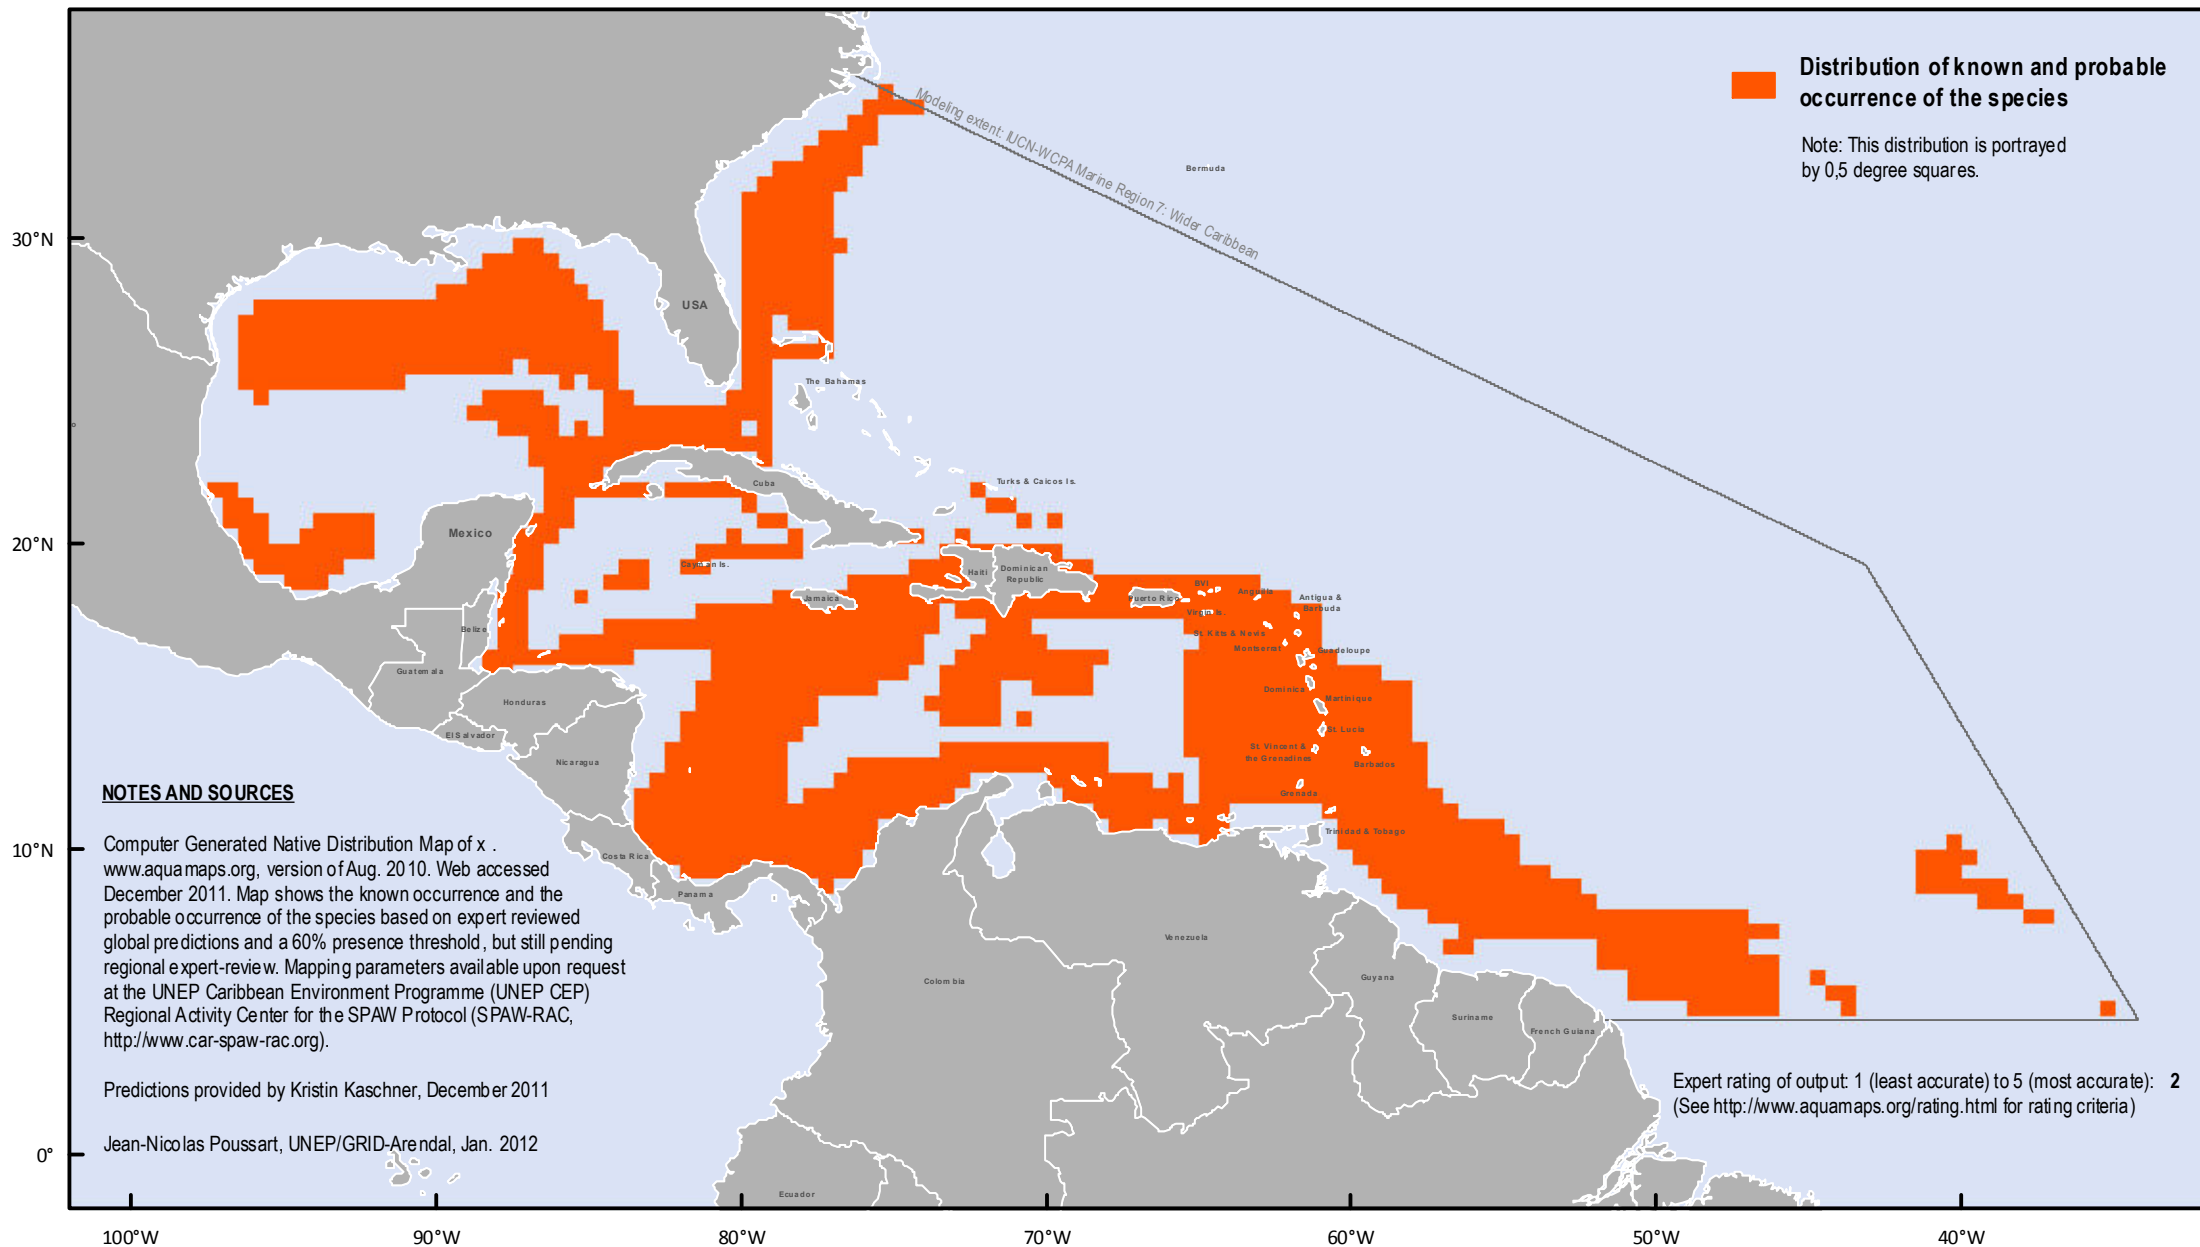 Distribution of known and probable
occurrence of the species
Note: This distribution is portrayed
by 0,5 degree squares.
Modeling extent: IUCN-WCPA Marine Region 7: Wider Caribbean
Bermuda
30°N
USA
The Bahamas
Turks & Caicos Is.
Cuba
Mexico
20°N
Cayman Is.
Haiti
Dominican
Republic
Jamaica
Puerto Rico
BVI
Anguilla
Virgin Is.
Antigua &
Barbuda
Belize
St. Kitts & Nevis
Montserrat
Guadeloupe
Guatemala
Dominica
Martinique
Honduras
El Salvador
St. Lucia
St. Vincent &
the Grenadines
Barbados
Nicaragua
Grenada
Trinidad & Tobago
10°N
Costa Rica
Panama
Venezuela
Colombia
Guyana
Suriname
French Guiana
Ecuador
NOTES AND SOURCES
Computer Generated Native Distribution Map of x .
www.aquamaps.org, version of Aug. 2010. Web accessed
December 2011. Map shows the known occurrence and the
probable occurrence of the species based on expert reviewed
global predictions and a 60% presence threshold, but still pending
regional expert-review. Mapping parameters available upon request
at the UNEP Caribbean Environment Programme (UNEP CEP)
Regional Activity Center for the SPAW Protocol (SPAW-RAC,
http://www.car-spaw-rac.org).
Predictions provided by Kristin Kaschner, December 2011
Jean-Nicolas Poussart, UNEP/GRID-Arendal, Jan. 2012
Expert rating of output: 1 (least accurate) to 5 (most accurate): 2
(See http://www.aquamaps.org/rating.html for rating criteria)
0°
100°W 90°W 80°W 70°W 60°W 50°W 40°W